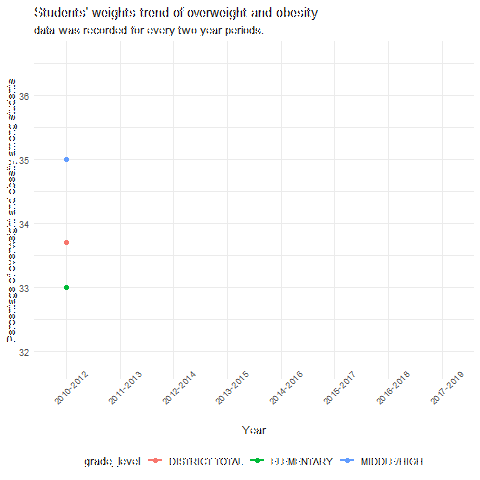 Students' weights trend of overweight and obesity
data was recorded for every two year periods.
Percentage of overweight and obesity among students
36
35
34
33
32
2010-2012
2011-2013
2012-2014
2013-2015
2014-2016
2015-2017
2016-2018
2017-2019
Year
grade_level DISTRICT TOTAL ELEMENTARY MIDDLE/HIGH